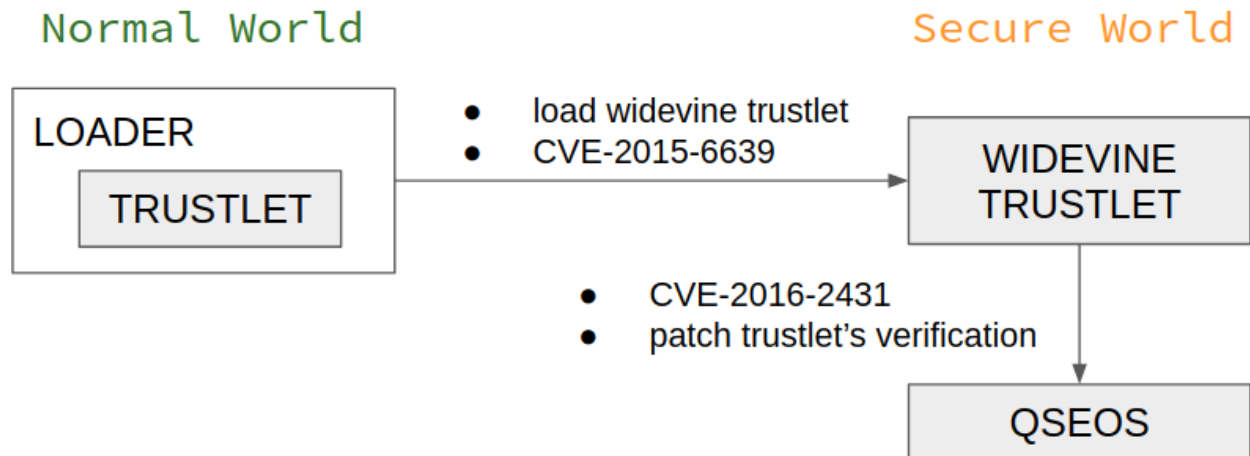 Normal World
Secure World
LOADER
TRUSTLET
● load widevine trustlet
● CVE-2015-6639
WIDEVINE
TRUSTLET
● CVE-2016-2431
● patch trustlet's verification
QSEOS